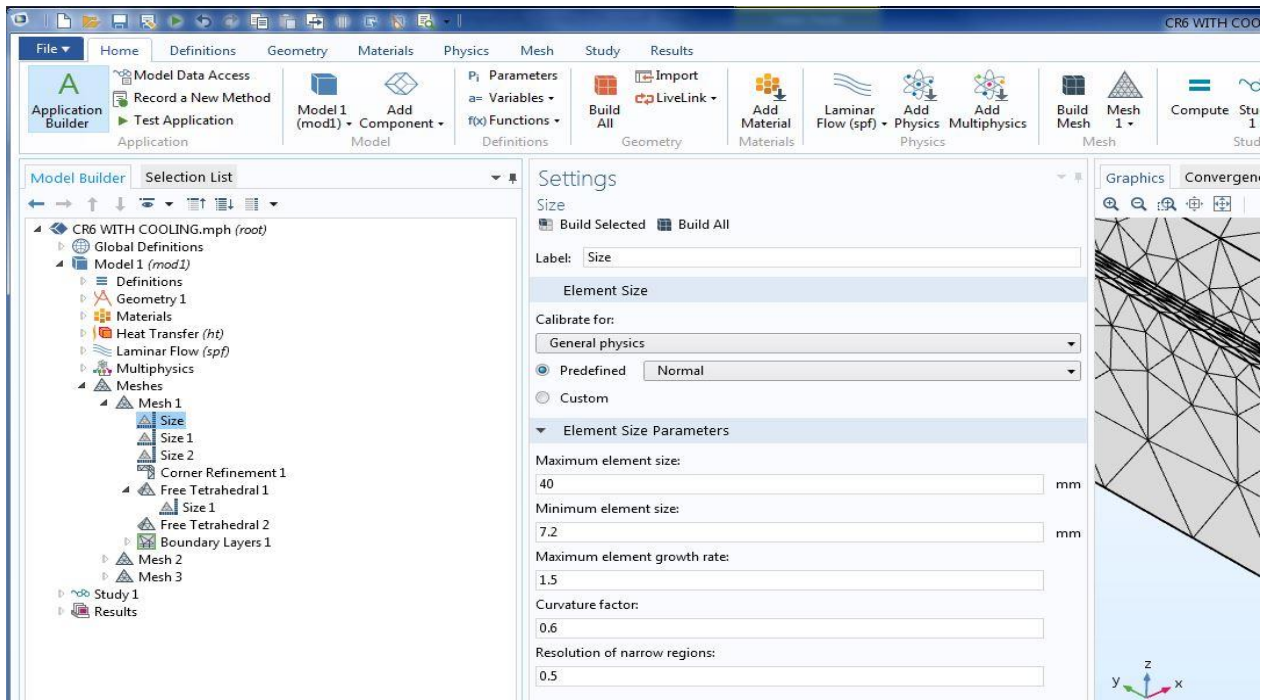 CR6 WITH COO
File Home Definitions Geometry Materials Physics Mesh Study Results
A
Application Builder
Model Data Access
Record a New Method
Test Application
Application
Model 1 (mod1)
Add Component
Model
Pi Parameters
a= Variables
f(x) Functions
Definitions
Build All
Import
LiveLink
Geometry
Add Material
Materials
Laminar Flow (spf)
Add Physics
Add Multiphysics
Physics
Build Mesh
Mesh 1
Mesh
Compute
Stu
1
Stud
Model Builder Selection List
CR6 WITH COOLING.mph (root)
Global Definitions
Model 1 (mod1)
Definitions
Geometry 1
Materials
Heat Transfer (ht)
Laminar Flow (spf)
Multiphysics
Meshes
Mesh 1
Size
Size 1
Size 2
Corner Refinement 1
Free Tetrahedral 1
Size 1
Free Tetrahedral 2
Boundary Layers 1
Mesh 2
Mesh 3
Study 1
Results
Settings
Size
Build Selected Build All
Label: Size
Element Size
Calibrate for:
General physics
Predefined Normal
Custom
Element Size Parameters
Maximum element size:
40 mm
Minimum element size:
7.2 mm
Maximum element growth rate:
1.5
Curvature factor:
0.6
Resolution of narrow regions:
0.5
Graphics Convergen
z
y x